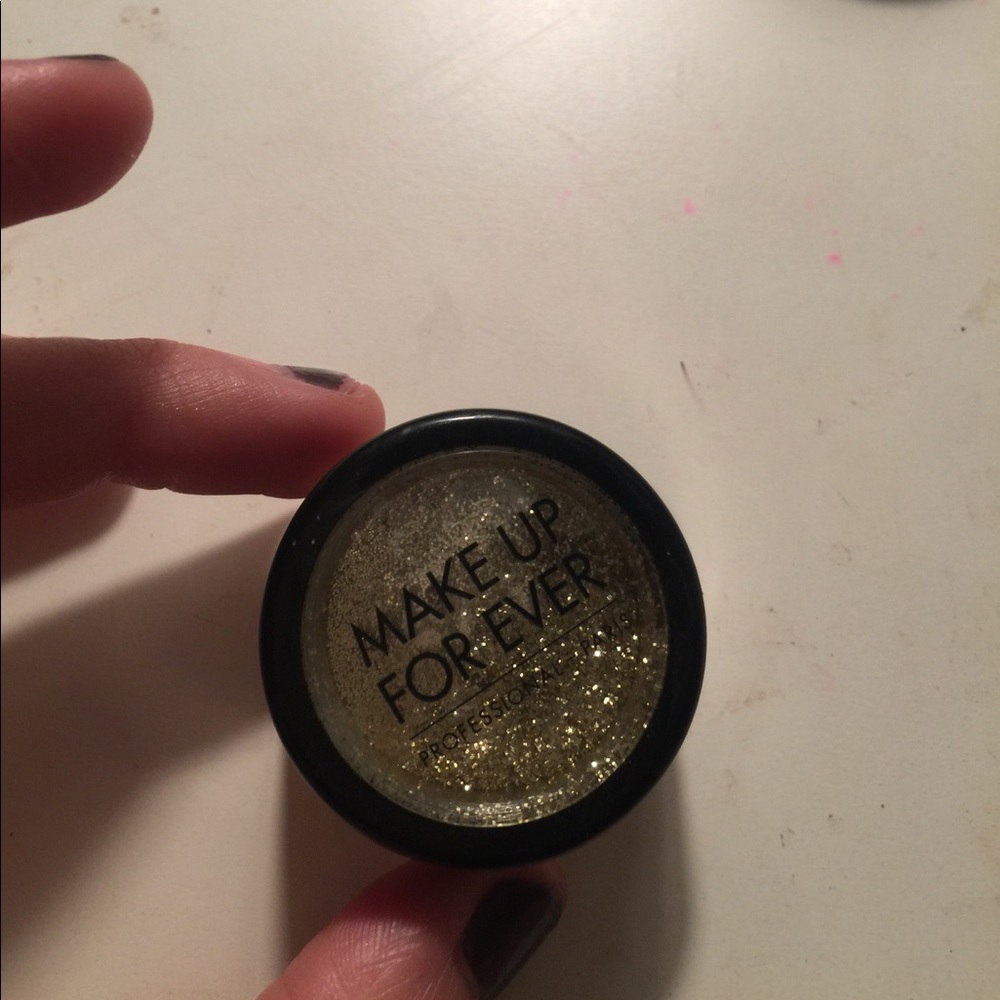 MAKE UP
FOR EVER
PROFESSIONAL - PARIS